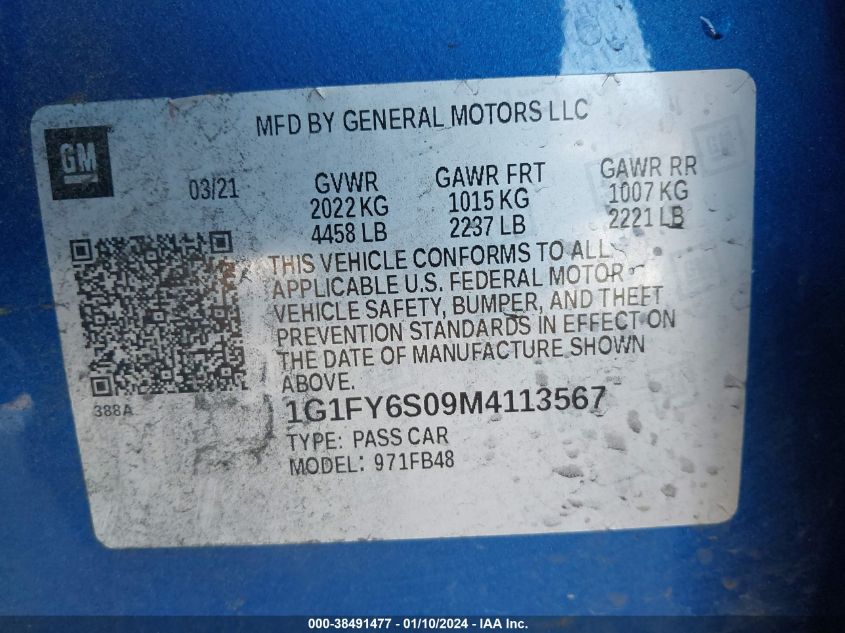 MFD BY GENERAL MOTORS LLC
GM
03/21
GVWR GAWR FRT GAWR RR
2022 KG 1015 KG 1007 KG
4458 LB 2237 LB 2221 LB
THIS VEHICLE CONFORMS TO ALL
APPLICABLE U.S. FEDERAL MOTOR
VEHICLE SAFETY, BUMPER, AND THEFT
PREVENTION STANDARDS IN EFFECT ON
THE DATE OF MANUFACTURE SHOWN
ABOVE.
388A
1G1FY6S09M4113567
TYPE: PASS CAR
MODEL: 971FB48
000-38491477 - 01/10/2024 - IAA Inc.